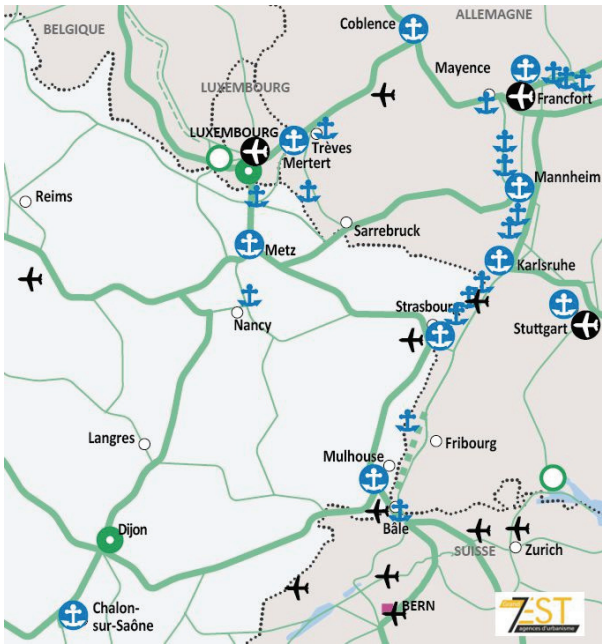 ALLEMAGNE
BELGIQUE
Coblence
Mayence
Francfort
LUXEMBOURG
LUXEMBOURG
Trèves
Mertert
Mannheim
Reims
Sarrebruck
Metz
Karlsruhe
Strasbourg
Nancy
Stuttgart
Langres
Fribourg
Mulhouse
Dijon
Bâle
SUISSE
Zurich
BERN
Chalon-
sur-Saône
7EST
agences d'urbanisme